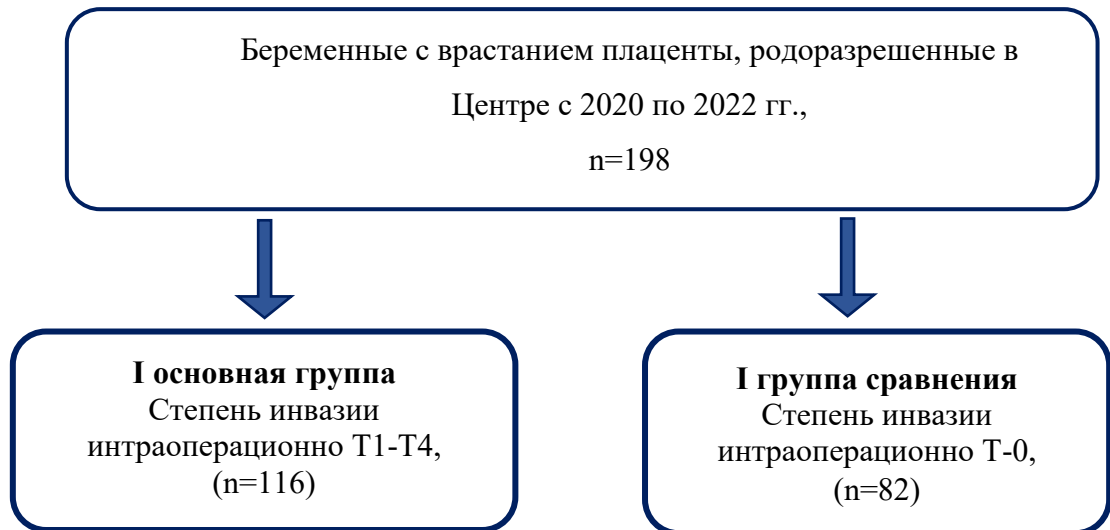 Беременные с врастанием плаценты, родоразрешенные в
Центре с 2020 по 2022 гг.,
n=198
I основная группа
Степень инвазии
интраоперационно Т1-Т4,
(n=116)
I группа сравнения
Степень инвазии
интраоперационно Т-0,
(n=82)